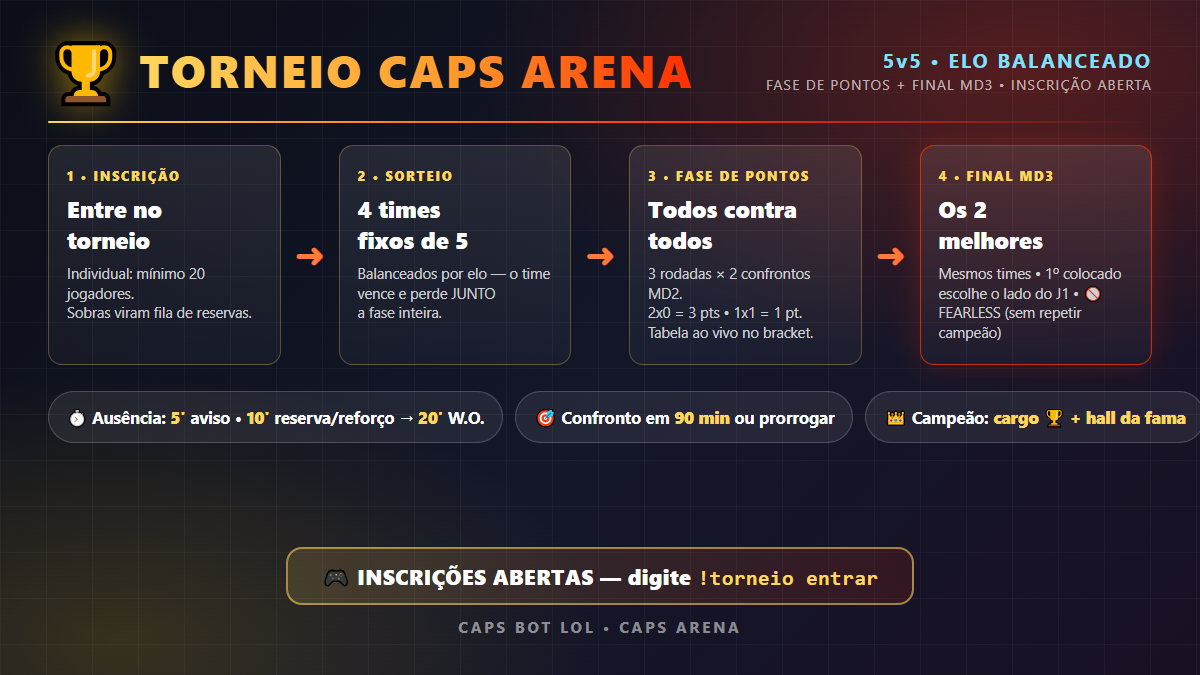 TORNEIO CAPS ARENA
5v5 • ELO BALANCEADO
FASE DE PONTOS + FINAL MD3 • INSCRIÇÃO ABERTA
1 • INSCRIÇÃO
Entre no
torneio
Individual: mínimo 20
jogadores.
Sobras viram fila de reservas.
➜
2 • SORTEIO
4 times
fixos de 5
Balanceados por elo — o time
vence e perde JUNTO
a fase inteira.
➜
3 • FASE DE PONTOS
Todos contra
todos
3 rodadas × 2 confrontos
MD2.
2x0 = 3 pts • 1x1 = 1 pt.
Tabela ao vivo no bracket.
➜
4 • FINAL MD3
Os 2
melhores
Mesmos times • 1º colocado
escolhe o lado do J1 • 🚫
FEARLESS (sem repetir
campeão)
⏱ Ausência: 5' aviso • 10' reserva/reforço → 20' W.O.
🎯 Confronto em 90 min ou prorrogar
👑 Campeão: cargo 🏆 + hall da fama
🎮 INSCRIÇÕES ABERTAS — digite !torneio entrar
CAPS BOT LOL • CAPS ARENA